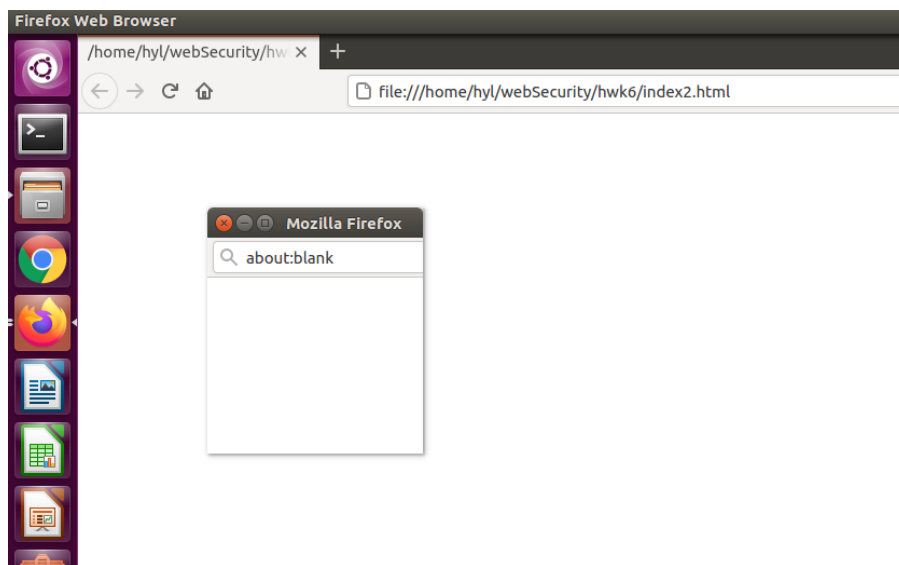 Firefox Web Browser
/home/hyl/webSecurity/hw
file:///home/hyl/webSecurity/hwk6/index2.html
Mozilla Firefox
about:blank